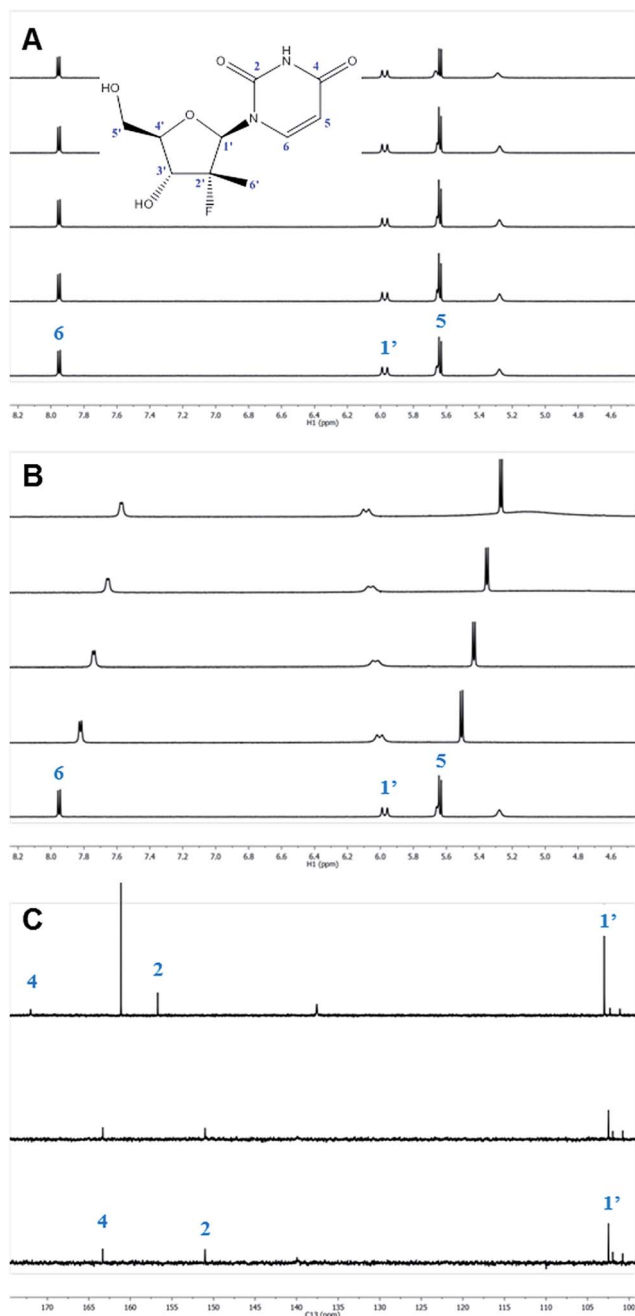 A
NH
O 2 4 O
HO
O N 5
5' 4' 1' 6
3' 2' 6'
HO F
6 1’ 5
8.2 8.0 7.8 7.6 7.4 7.2 7.0 6.8 6.6 6.4 6.2 6.0 5.8 5.6 5.4 5.2 5.0 4.8 4.6
H1 (ppm)
B
6 1’ 5
8.2 8.0 7.8 7.6 7.4 7.2 7.0 6.8 6.6 6.4 6.2 6.0 5.8 5.6 5.4 5.2 5.0 4.8 4.6
H1 (ppm)
C
1’
4 2
4 2 1’
170 165 160 155 150 145 140 135 130 125 120 115 110 105
C13 (ppm)